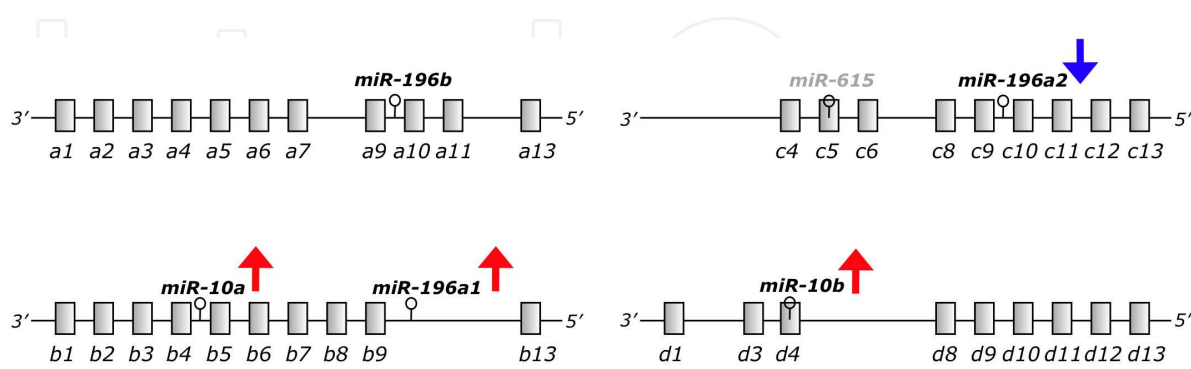 miR-196b
3′ 5′
a1 a2 a3 a4 a5 a6 a7 a9 a10 a11 a13
miR-615 miR-196a2
3′ 5′
c4 c5 c6 c8 c9 c10 c11 c12 c13
miR-10a miR-196a1
3′ 5′
b1 b2 b3 b4 b5 b6 b7 b8 b9 b13
miR-10b
3′ 5′
d1 d3 d4 d8 d9 d10 d11 d12 d13